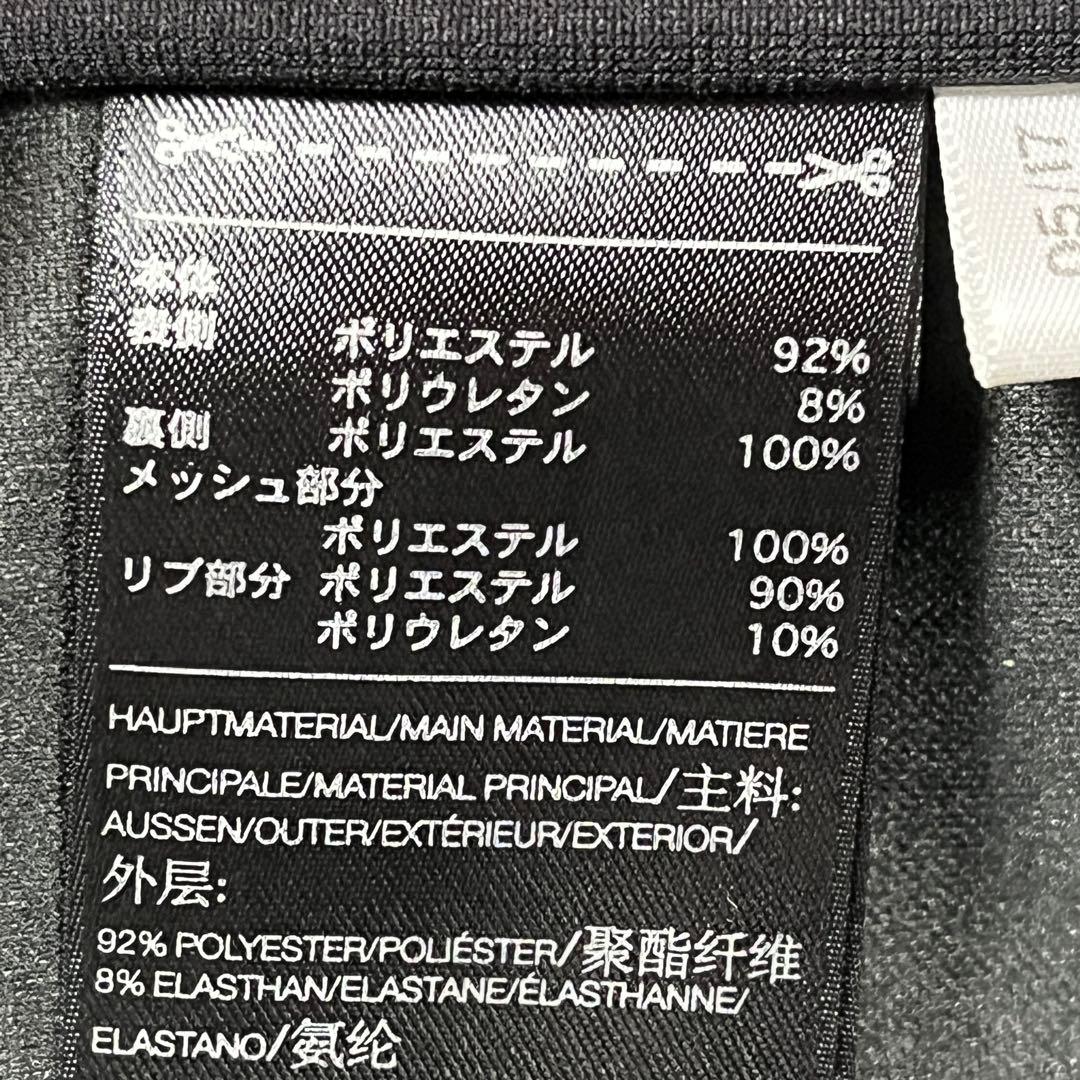 本体
表側 ポリエステル 92%
ポリウレタン 8%
裏側 ポリエステル 100%
メッシュ部分
ポリエステル 100%
リブ部分 ポリエステル 90%
ポリウレタン 10%
HAUPTMATERIAL/MAIN MATERIAL/MATIERE
PRINCIPALE/MATERIAL PRINCIPAL/主料:
AUSSEN/OUTER/EXTÉRIEUR/EXTERIOR/
外层:
92% POLYESTER/POLIÉSTER/聚酯纤维
8% ELASTHAN/ELASTANE/ÉLASTHANNE/
ELASTANO/氨纶
05/17